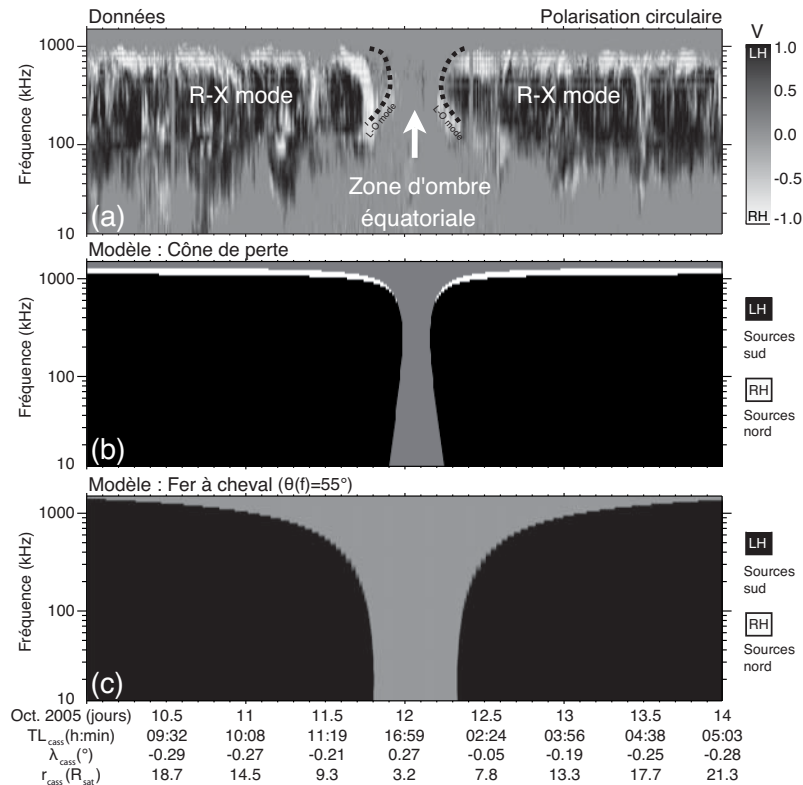 Données Polarisation circulaire
V
1000
100
10
Fréquence (kHz)
R-X mode
R-X mode
L-O mode
L-O mode
Zone d'ombre
équatoriale
(a)
LH
1.0
0.5
0.0
-0.5
-1.0
RH
Modèle : Cône de perte
1000
100
10
Fréquence (kHz)
(b)
LH
Sources
sud
RH
Sources
nord
Modèle : Fer à cheval (θ(f)=55°)
1000
100
10
Fréquence (kHz)
(c)
LH
Sources
sud
RH
Sources
nord
Oct. 2005 (jours) 10.5 11 11.5 12 12.5 13 13.5 14
TLcass(h:min) 09:32 10:08 11:19 16:59 02:24 03:56 04:38 05:03
λcass(°) -0.29 -0.27 -0.21 0.27 -0.05 -0.19 -0.25 -0.28
rcass(Rsat) 18.7 14.5 9.3 3.2 7.8 13.3 17.7 21.3